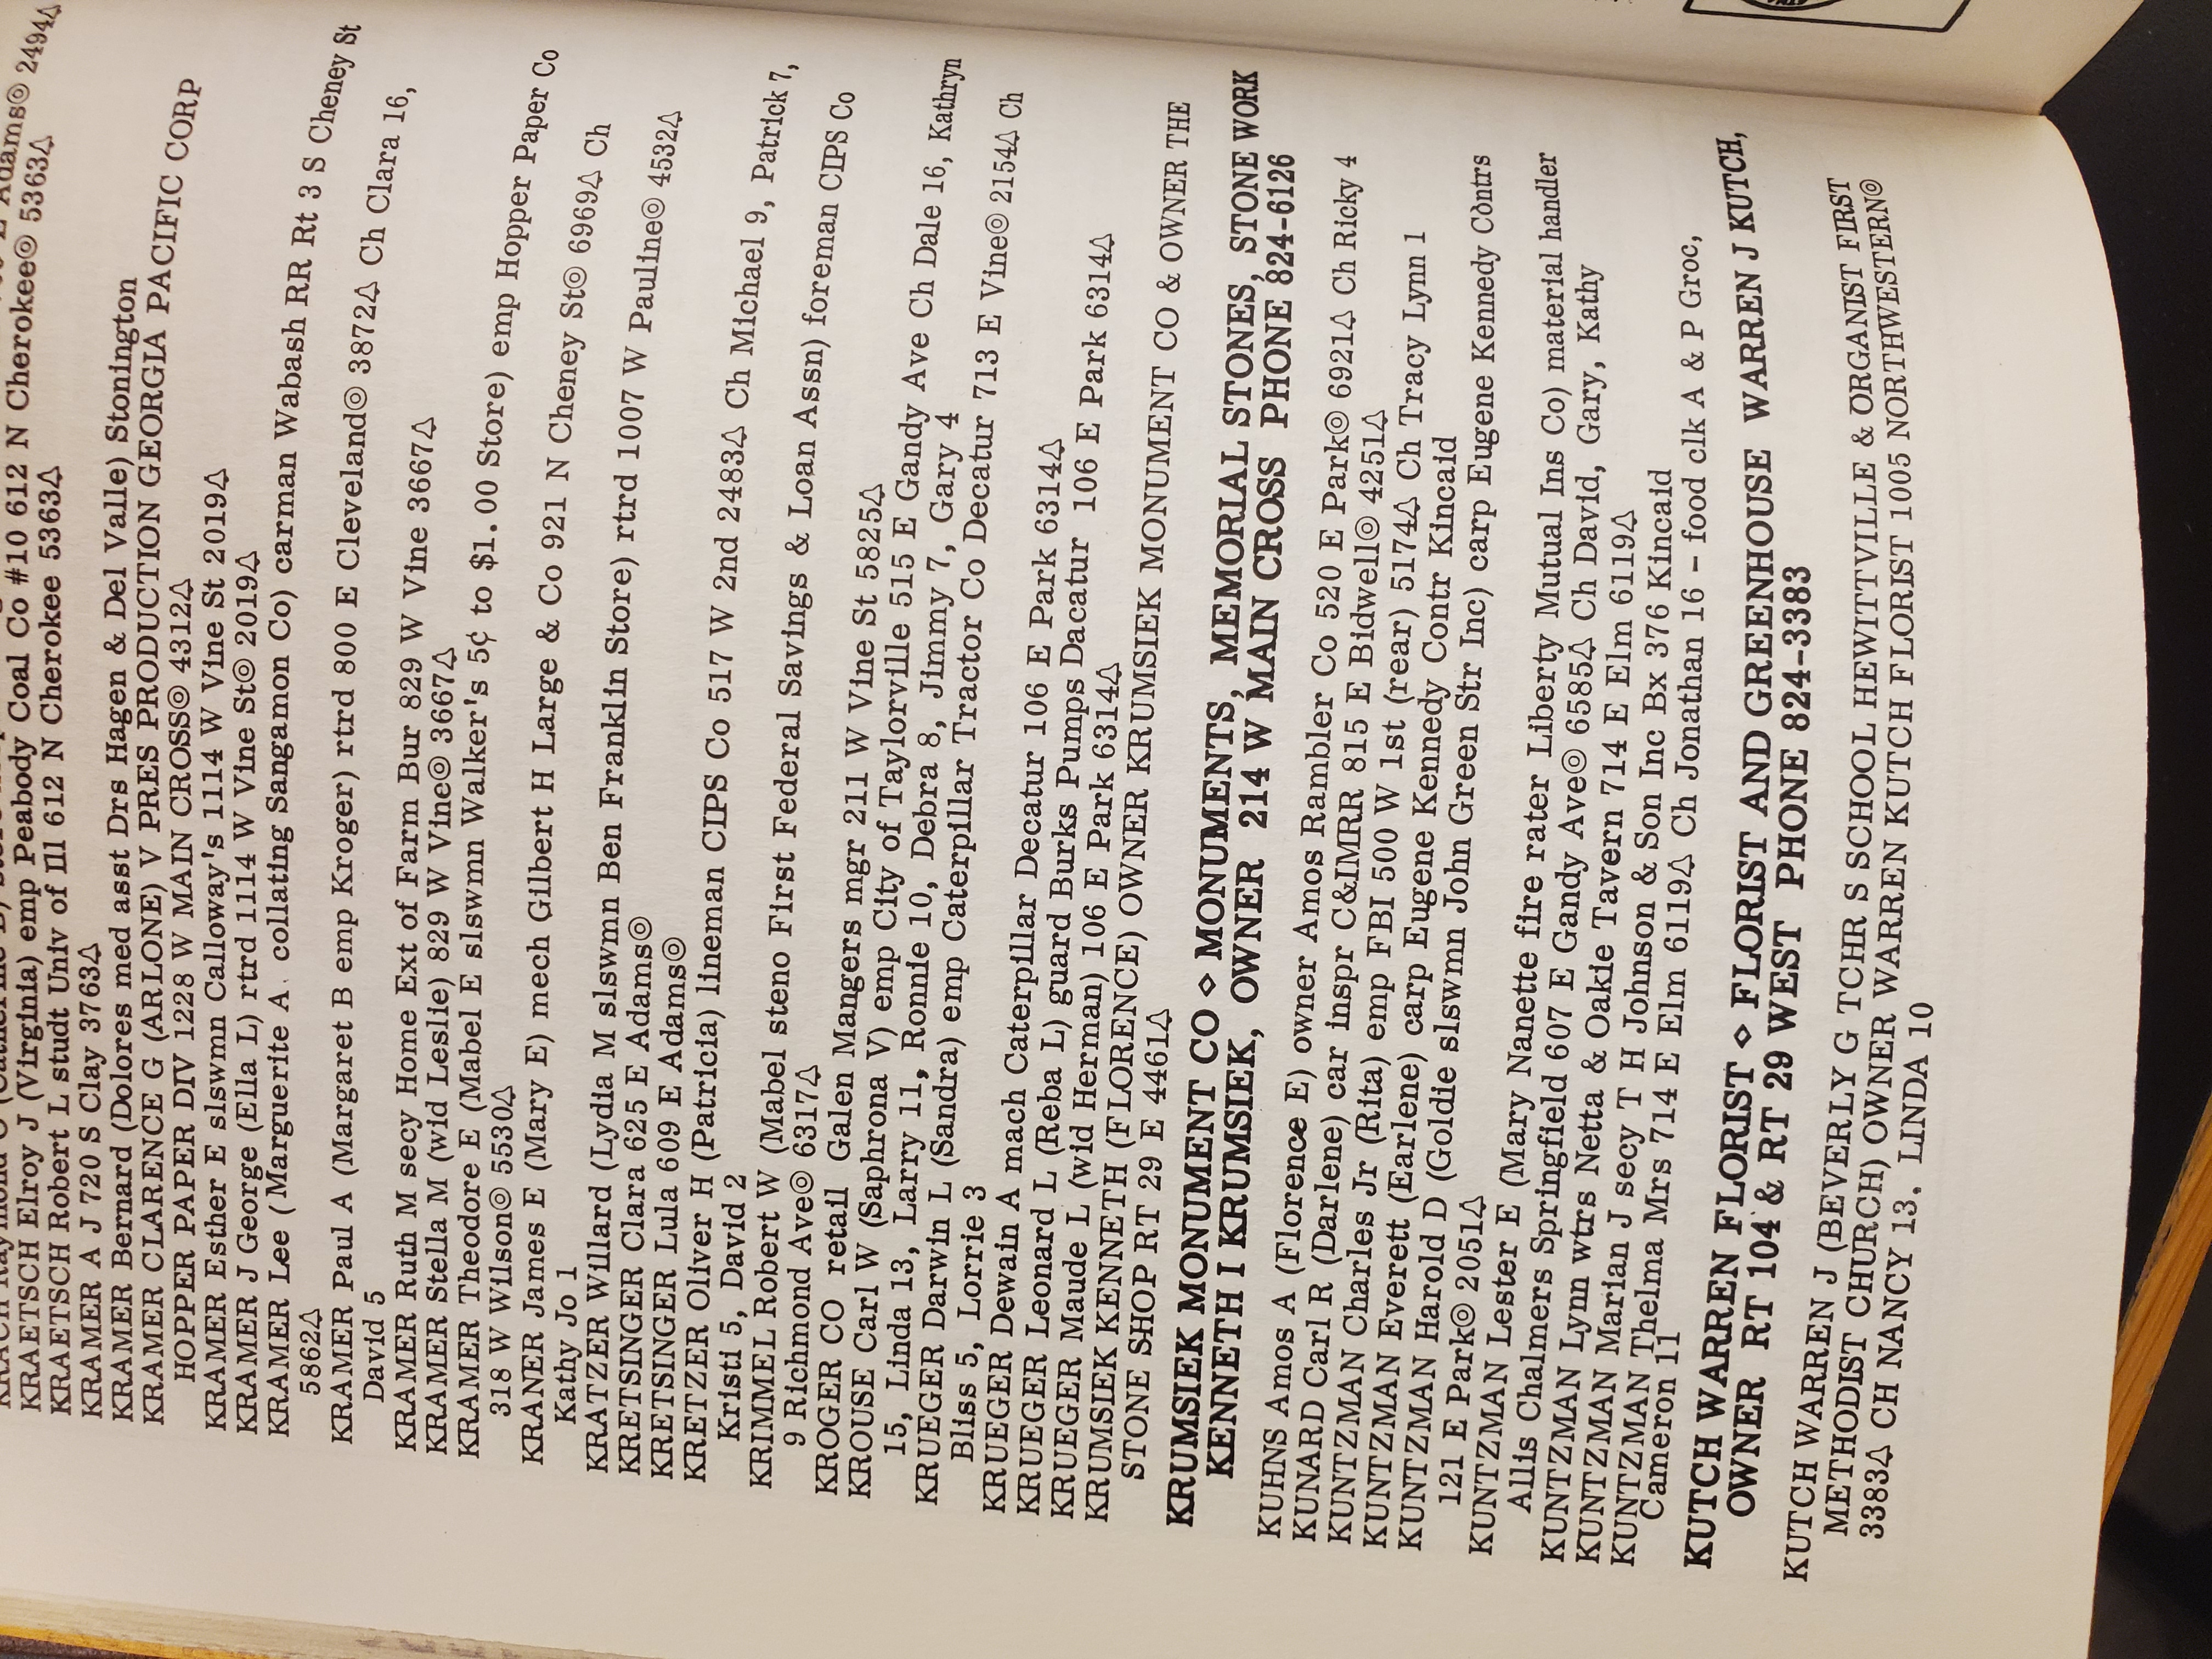 KRAETSCH Elroy J (Virginia) emp Peabody Coal Co #10 612 N Cherokee⌾ 5363△
KRAETSCH Robert L studt Univ of Ill 612 N Cherokee 5363△
KRAMER A J 720 S Clay 3763△
KRAMER Bernard (Dolores med asst Drs Hagen & Del Valle) Stonington
KRAMER CLARENCE G (ARLONE) V PRES PRODUCTION GEORGIA PACIFIC CORP
HOPPER PAPER DIV 1228 W MAIN CROSS⌾ 4312△
KRAMER Esther E slswmn Calloway's 1114 W Vine St 2019△
KRAMER J George (Ella L) rtrd 1114 W Vine St⌾ 2019△
KRAMER Lee (Marguerite A collating Sangamon Co) carman Wabash RR Rt 3 S Cheney St
5862△
KRAMER Paul A (Margaret B emp Kroger) rtrd 800 E Cleveland⌾ 3872△ Ch Clara 16,
David 5
KRAMER Ruth M secy Home Ext of Farm Bur 829 W Vine 3667△
KRAMER Stella M (wid Leslie) 829 W Vine⌾ 3667△
KRAMER Theodore E (Mabel E slswmn Walker's 5¢ to $1.00 Store) emp Hopper Paper Co
318 W Wilson⌾ 5530△
KRANER James E (Mary E) mech Gilbert H Large & Co 921 N Cheney St⌾ 6969△ Ch
Kathy Jo 1
KRATZER Willard (Lydia M slswmn Ben Franklin Store) rtrd 1007 W Pauline⌾ 4532△
KRETSINGER Clara 625 E Adams⌾
KRETSINGER Lula 609 E Adams⌾
KRETZER Oliver H (Patricia) lineman CIPS Co 517 W 2nd 2483△ Ch Michael 9, Patrick 7,
Kristi 5, David 2
KRIMMEL Robert W (Mabel steno First Federal Savings & Loan Assn) foreman CIPS Co
9 Richmond Ave⌾ 6317△
KROGER CO retail Galen Mangers mgr 211 W Vine St 5825△
KROUSE Carl W (Saphrona V) emp City of Taylorville 515 E Gandy Ave Ch Dale 16, Kathryn
15, Linda 13, Larry 11, Ronnie 10, Debra 8, Jimmy 7, Gary 4
KRUEGER Darwin L (Sandra) emp Caterpillar Tractor Co Decatur 713 E Vine⌾ 2154△ Ch
Bliss 5, Lorrie 3
KRUEGER Dewain A mach Caterpillar Decatur 106 E Park 6314△
KRUEGER Leonard L (Reba L) guard Burks Pumps Dacatur 106 E Park 6314△
KRUEGER Maude L (wid Herman) 106 E Park 6314△
KRUMSIEK KENNETH (FLORENCE) OWNER KRUMSIEK MONUMENT CO & OWNER THE
STONE SHOP RT 29 E 4461△
KRUMSIEK MONUMENT CO ⋄ MONUMENTS, MEMORIAL STONES, STONE WORK
KENNETH I KRUMSIEK, OWNER 214 W MAIN CROSS PHONE 824-6126
KUHNS Amos A (Florence E) owner Amos Rambler Co 520 E Park⌾ 6921△ Ch Ricky 4
KUNARD Carl R (Darlene) car inspr C&IMRR 815 E Bidwell⌾ 4251△
KUNTZMAN Charles Jr (Rita) emp FBI 500 W 1st (rear) 5174△ Ch Tracy Lynn 1
KUNTZMAN Everett (Earlene) carp Eugene Kennedy Contr Kincaid
KUNTZMAN Harold D (Goldie slswmn John Green Str Inc) carp Eugene Kennedy Contrs
121 E Park⌾ 2051△
KUNTZMAN Lester E (Mary Nanette fire rater Liberty Mutual Ins Co) material handler
Allis Chalmers Springfield 607 E Gandy Ave⌾ 6585△ Ch David, Gary, Kathy
KUNTZMAN Lynn wtrs Netta & Oakie Tavern 714 E Elm 6119△
KUNTZMAN Marian J secy T H Johnson & Son Inc Bx 376 Kincaid
KUNTZMAN Thelma Mrs 714 E Elm 6119△ Ch Jonathan 16 - food clk A & P Groc,
Cameron 11
KUTCH WARREN FLORIST ⋄ FLORIST AND GREENHOUSE WARREN J KUTCH,
OWNER RT 104 & RT 29 WEST PHONE 824-3383
KUTCH WARREN J (BEVERLY G TCHR S SCHOOL HEWITTVILLE & ORGANIST FIRST
METHODIST CHURCH) OWNER WARREN KUTCH FLORIST 1005 NORTHWESTERN⌾
3383△ CH NANCY 13, LINDA 10